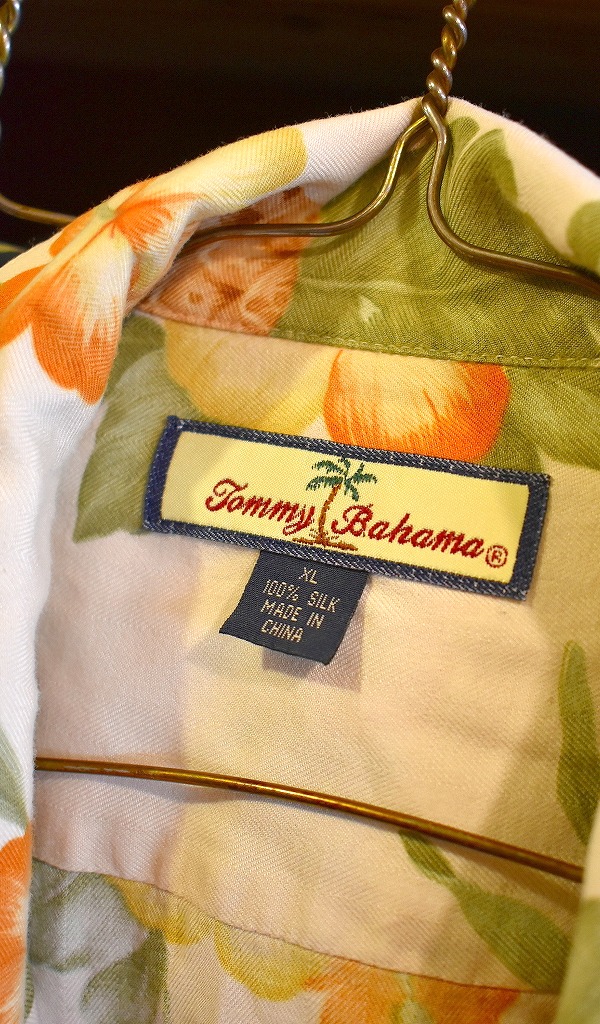 Tommy Bahama®
XL
100% SILK
MADE IN
CHINA